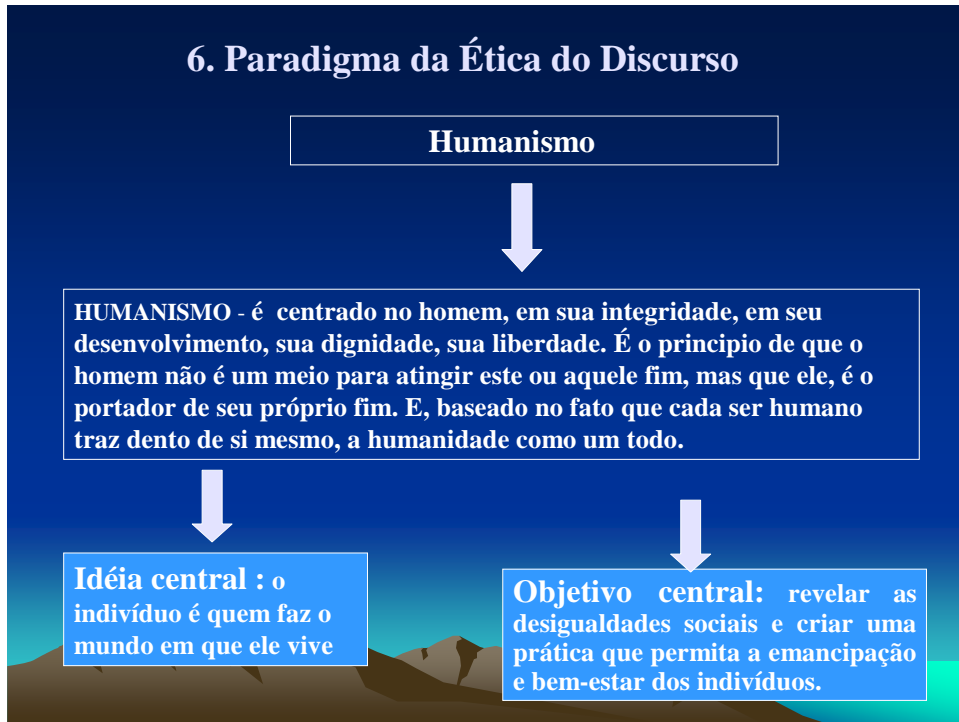 6. Paradigma da Ética do Discurso
Humanismo
HUMANISMO - é  centrado no homem, em sua integridade, em seu
desenvolvimento, sua dignidade, sua liberdade. É o principio de que o
homem não é um meio para atingir este ou aquele fim, mas que ele, é o
portador de seu próprio fim. E, baseado no fato que cada ser humano
traz dento de si mesmo, a humanidade como um todo.
Idéia central : o
indivíduo é quem faz o
mundo em que ele vive
Objetivo central: revelar as
desigualdades sociais e criar uma
prática que permita a emancipação
e bem-estar dos indivíduos.